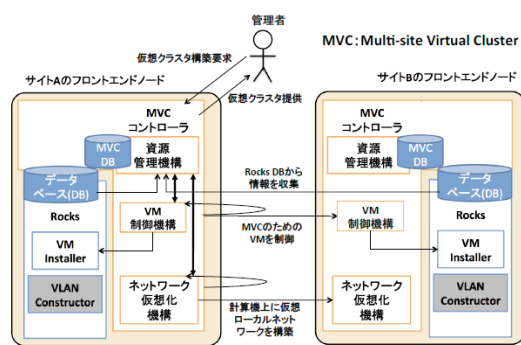 管理者
MVC:Multi-site Virtual Cluster
仮想クラスタ構築要求
サイトAのフロントエンドノード
サイトBのフロントエンドノード
仮想クラスタ提供
MVC
コントローラ
MVC
DB
資源
管理機構
データ
ベース(DB)
Rocks
VM
Installer
VLAN
Constructor
VM
制御機構
ネットワーク
仮想化
機構
Rocks DBから
情報を収集
MVCのための
VMを制御
計算機上に仮想
ローカルネット
ワークを構築
MVC
コントローラ
資源
管理機構
MVC
DB
データ
ベース(DB)
Rocks
VM
制御機構
VM
Installer
ネットワーク
仮想化
機構
VLAN
Constructor